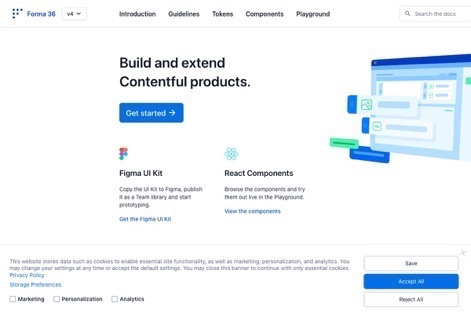 Forma 36 v4 Introduction Guidelines Tokens Components Playground Search the docs
Build and extend
Contentful products.
Get started →
Figma UI Kit
Copy the UI Kit to Figma, publish
it as a Team library and start
prototyping.
Get the Figma UI Kit
React Components
Browse the components and try
them out live in the Playground.
View the components
This website stores data such as cookies to enable essential site functionality, as well as marketing, personalization, and analytics. You
may change your settings at any time or accept the default settings. You may close this banner to continue with only essential cookies.
Privacy Policy
Storage Preferences
Marketing Personalization Analytics
Save
Accept All
Reject All